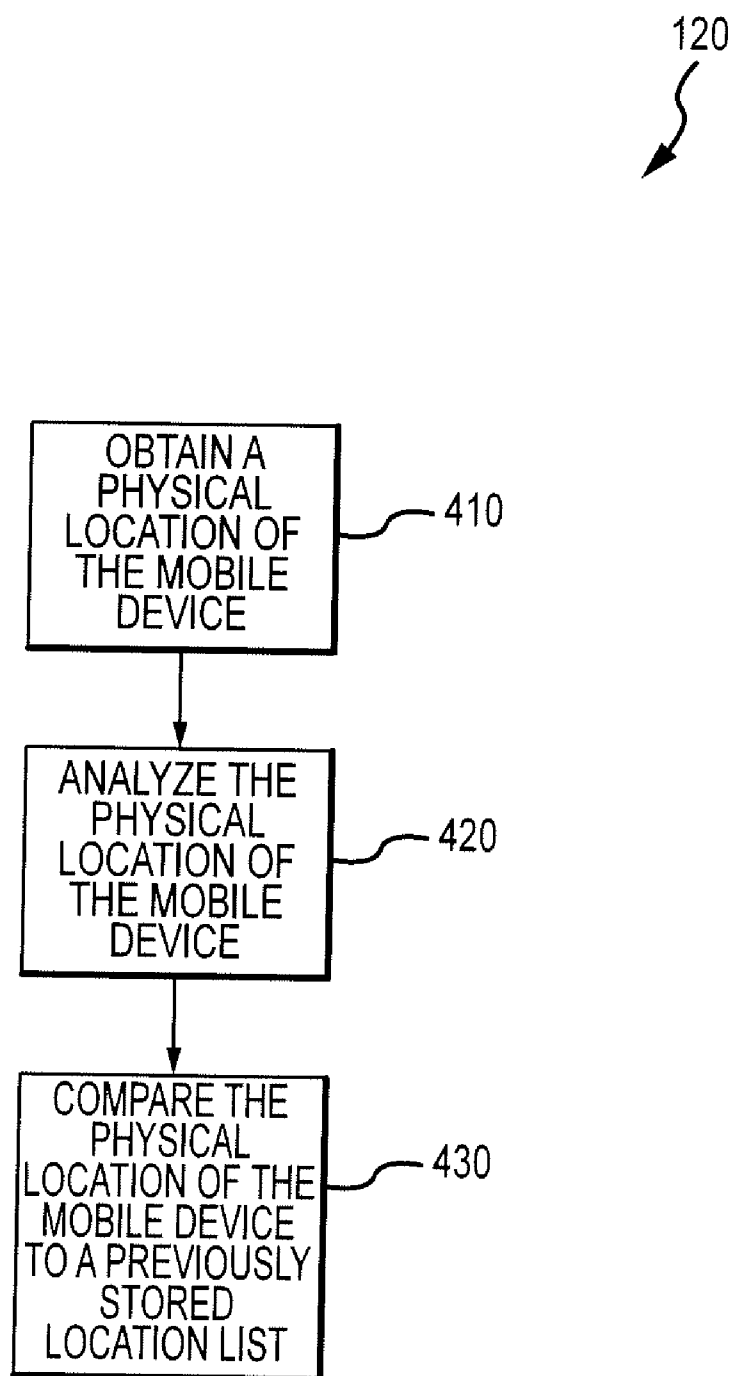 120
OBTAIN A
PHYSICAL
LOCATION OF
THE MOBILE
DEVICE
410
ANALYZE THE
PHYSICAL
LOCATION OF
THE MOBILE
DEVICE
420
COMPARE THE
PHYSICAL
LOCATION OF THE
MOBILE DEVICE
TO A PREVIOUSLY
STORED
LOCATION LIST
430